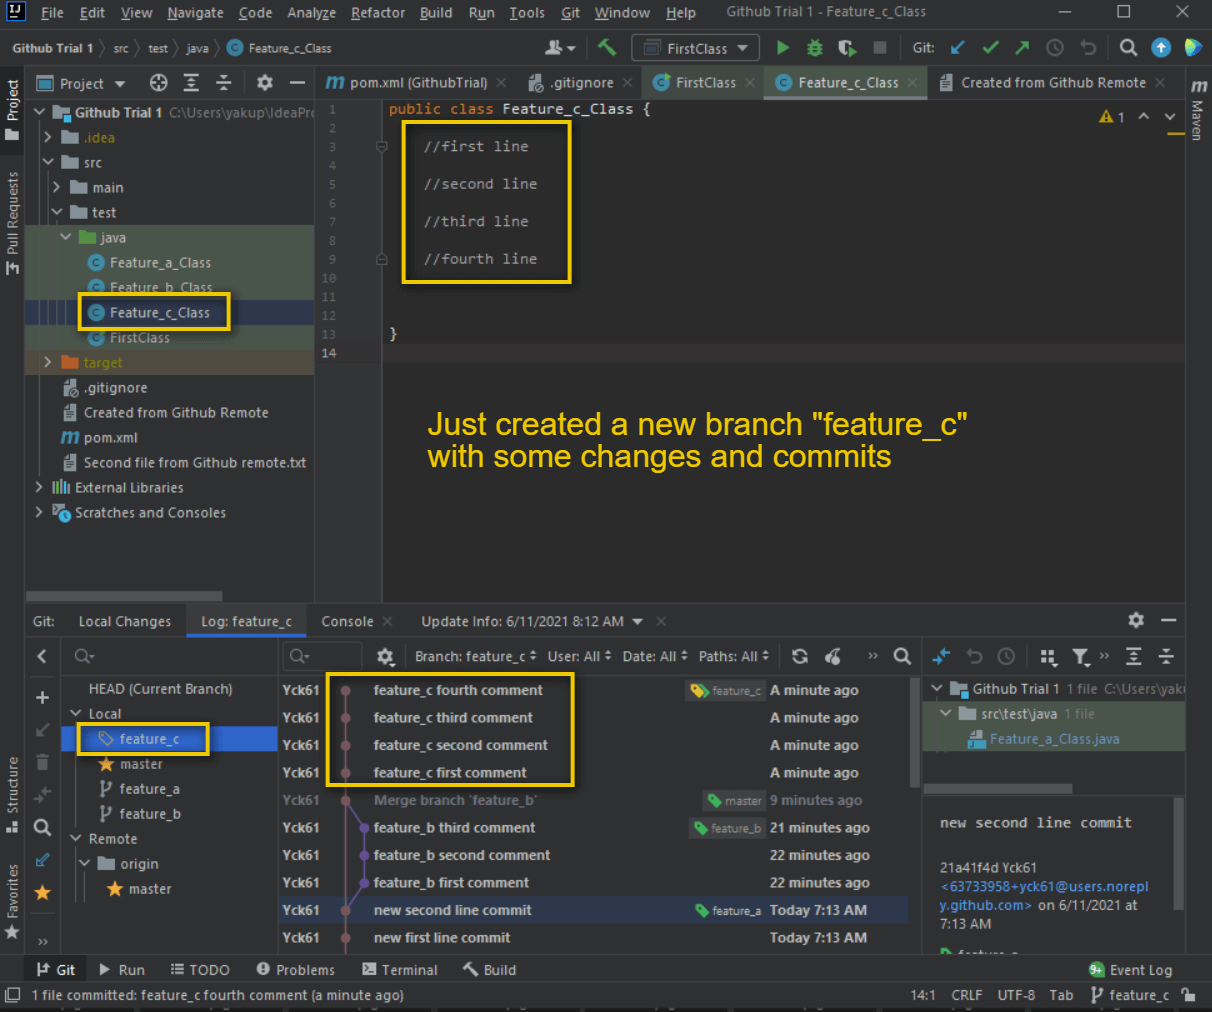 IJ File Edit View Navigate Code Analyze Refactor Build Run Tools Git Window Help Github Trial 1 - Feature_c_Class
Github Trial 1 src test java Feature_c_Class FirstClass Git:
Project
Pull Requests
Project
Github Trial 1 C:\Users\yakup\IdeaPro
.idea
src
main
test
java
Feature_a_Class
Feature_b_Class
Feature_c_Class
FirstClass
target
.gitignore
Created from Github Remote
pom.xml
Second file from Github remote.txt
External Libraries
Scratches and Consoles
pom.xml (GithubTrial) .gitignore FirstClass Feature_c_Class Created from Github Remote
Maven
1 public class Feature_c_Class {
1
2
3 //first line
4
5 //second line
6
7 //third line
8
9 //fourth line
10
11
12
13 }
14
Just created a new branch "feature_c"
with some changes and commits
Git: Local Changes Log: feature_c Console Update Info: 6/11/2021 8:12 AM
Structure
Favorites
HEAD (Current Branch)
Local
feature_c
master
feature_a
feature_b
Remote
origin
master
Branch: feature_c User: All Date: All Paths: All
Yck61 feature_c fourth comment feature_c A minute ago
Yck61 feature_c third comment A minute ago
Yck61 feature_c second comment A minute ago
Yck61 feature_c first comment A minute ago
Yck61 Merge branch 'feature_b' master 9 minutes ago
Yck61 feature_b third comment feature_b 21 minutes ago
Yck61 feature_b second comment 22 minutes ago
Yck61 feature_b first comment 22 minutes ago
Yck61 new second line commit feature_a Today 7:13 AM
Yck61 new first line commit Today 7:13 AM
Github Trial 1 1 file C:\Users\yaku
src\test\java 1 file
Feature_a_Class.java
new second line commit
21a41f4d Yck61
<63733958+yck61@users.norepl
y.github.com> on 6/11/2021 at
7:13 AM
Git Run TODO Problems Terminal Build 9+ Event Log
1 file committed: feature_c fourth comment (a minute ago) 14:1 CRLF UTF-8 Tab feature_c